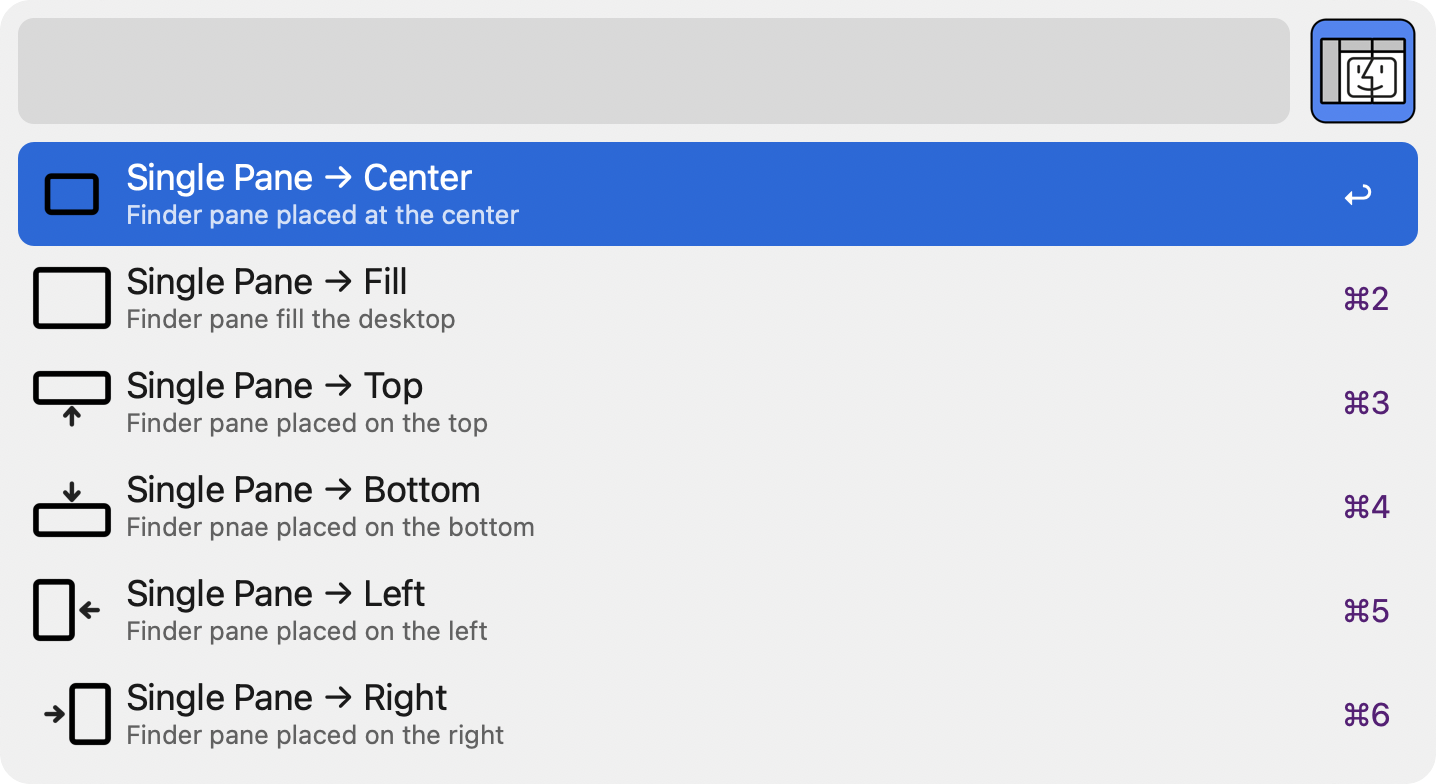 Single Pane → Center
Finder pane placed at the center
Single Pane → Fill
Finder pane fill the desktop
⌘2
Single Pane → Top
Finder pane placed on the top
⌘3
Single Pane → Bottom
Finder pnae placed on the bottom
⌘4
Single Pane → Left
Finder pane placed on the left
⌘5
Single Pane → Right
Finder pane placed on the right
⌘6